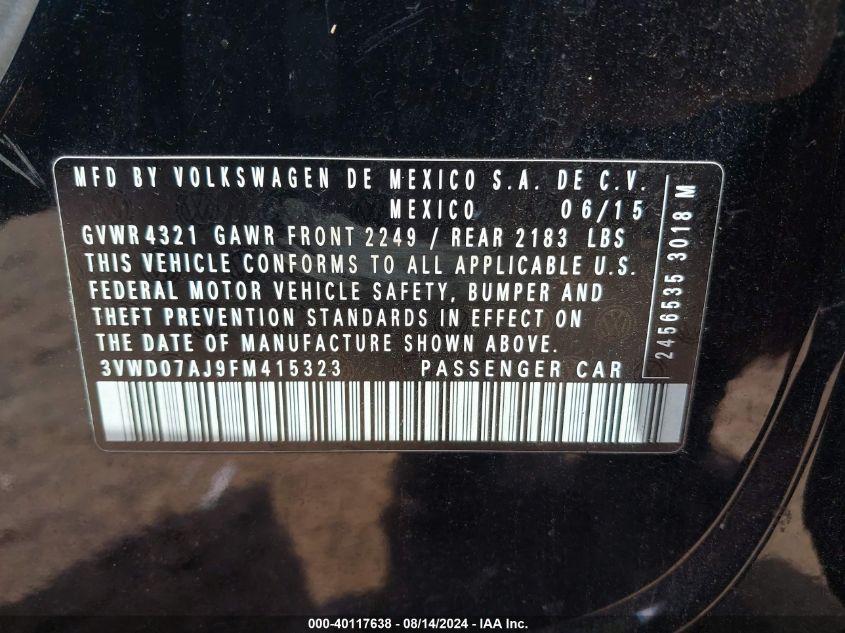 MFD BY VOLKSWAGEN DE MEXICO S.A. DE C.V.
MEXICO 06/15
GVWR 4321 GAWR FRONT 2249 / REAR 2183 LBS
THIS VEHICLE CONFORMS TO ALL APPLICABLE U.S.
FEDERAL MOTOR VEHICLE SAFETY, BUMPER AND
THEFT PREVENTION STANDARDS IN EFFECT ON
THE DATE OF MANUFACTURE SHOWN ABOVE.
3VWD07AJ9FM415323 PASSENGER CAR
2456535 3018 M
000-40117638 - 08/14/2024 - IAA Inc.